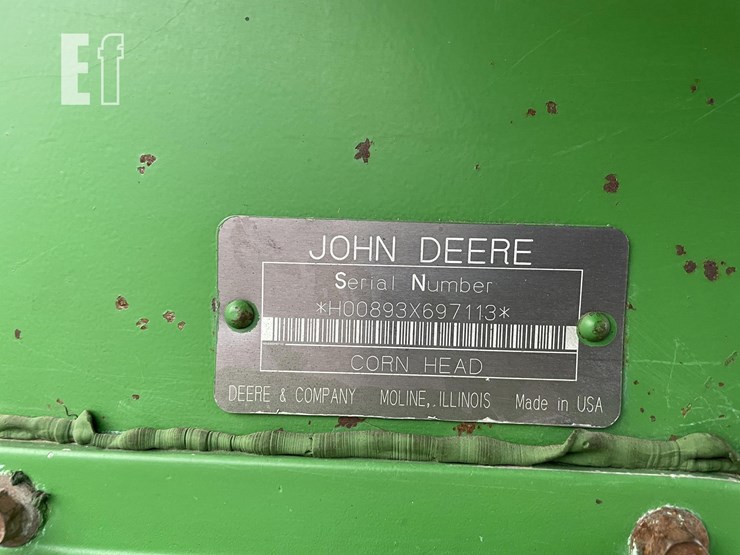 Ef
JOHN DEERE
Serial Number
*H00893X697113*
CORN HEAD
DEERE & COMPANY MOLINE, ILLINOIS Made in USA